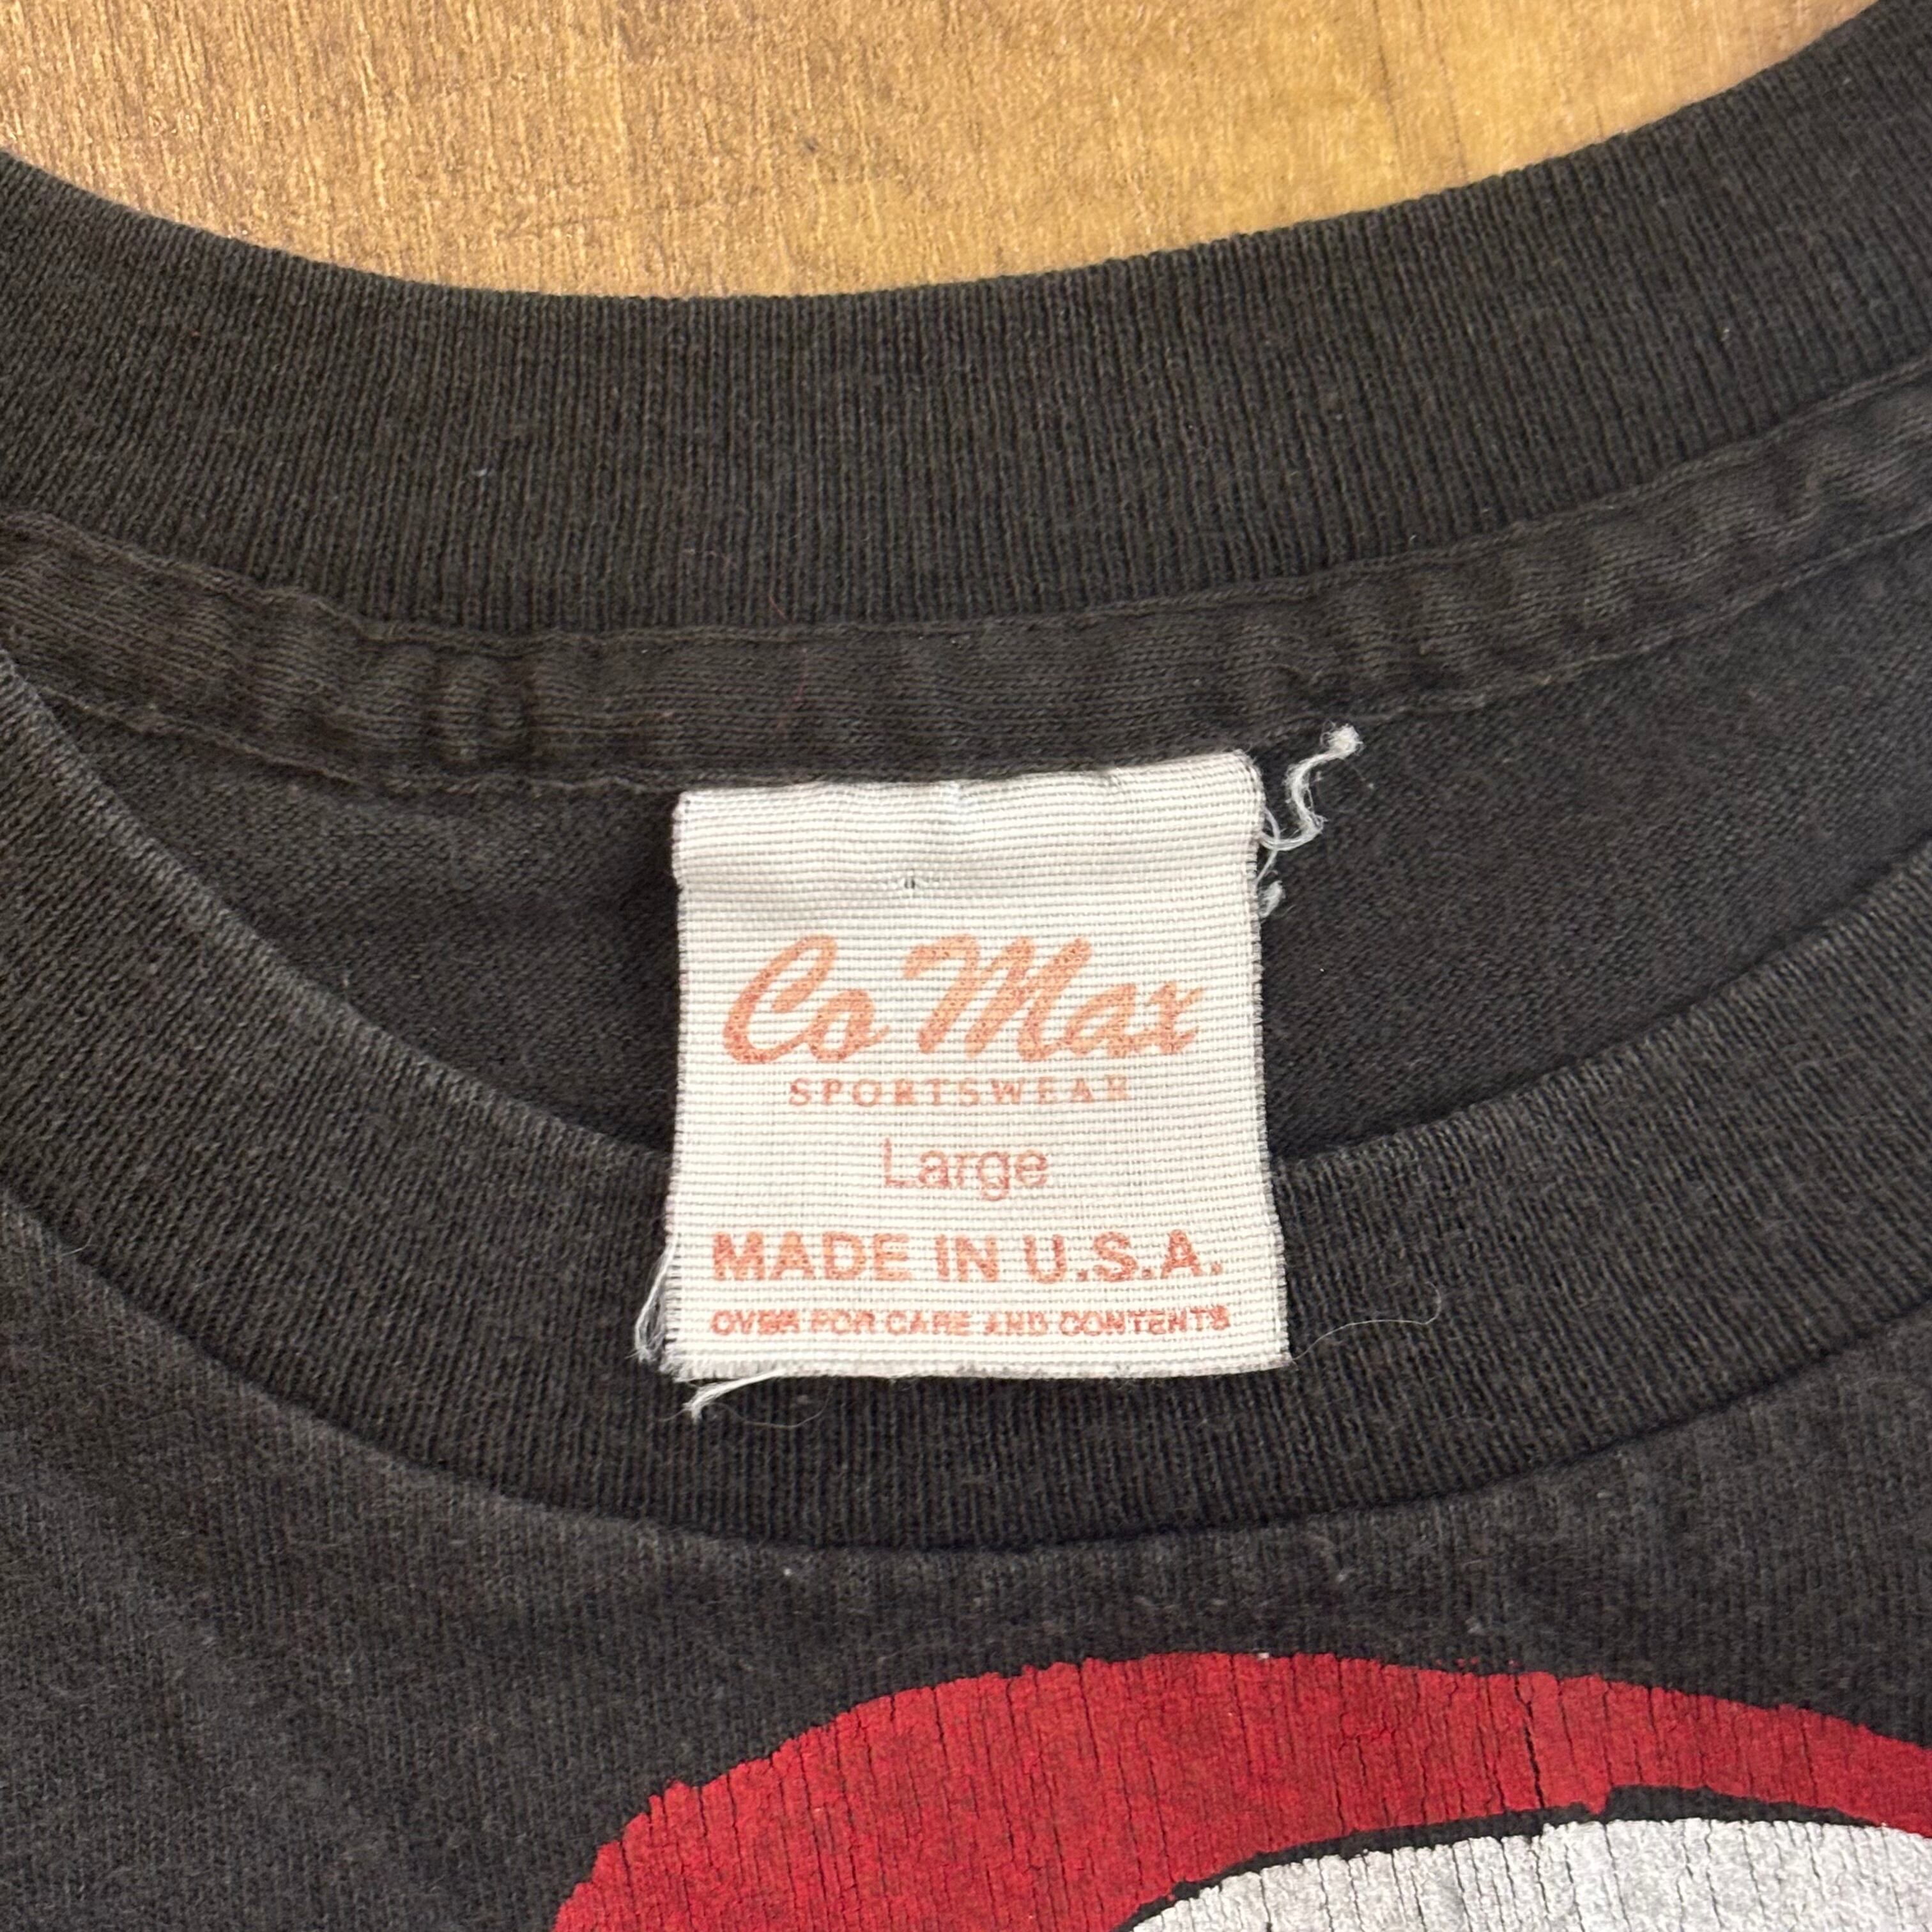 Co Max
SPORTSWEAR
Large
MADE IN U.S.A.
OVER FOR CARE AND CONTENTS